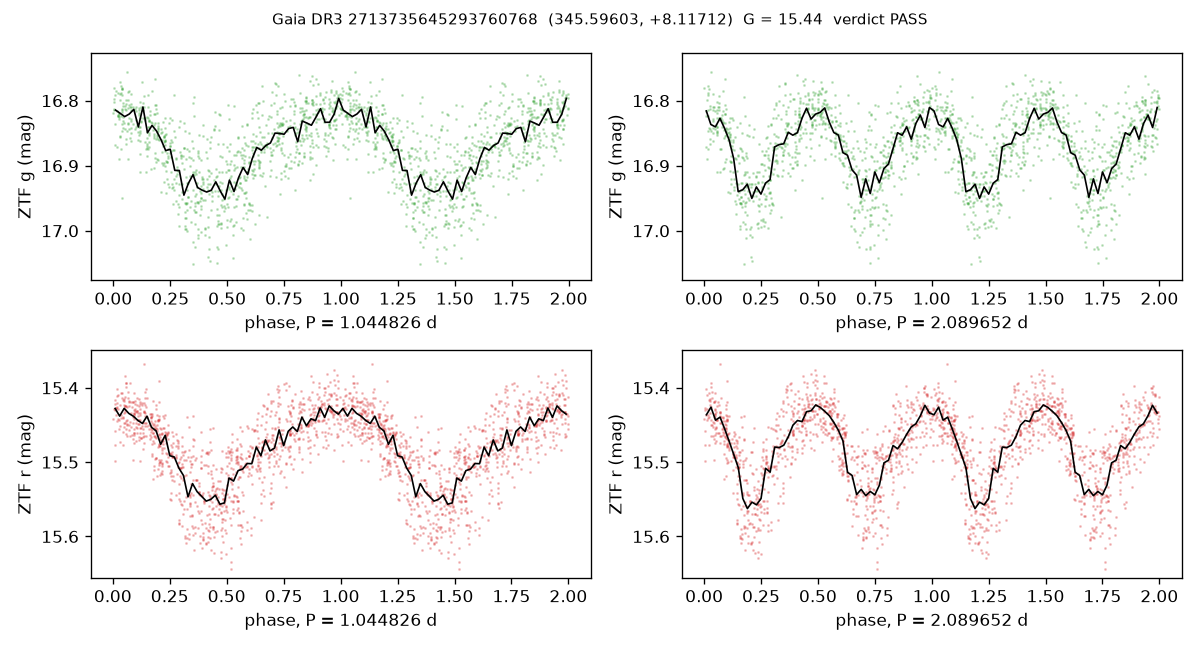 Gaia DR3 2713735645293760768 (345.59603, +8.11712) G = 15.44 verdict PASS
ZTF g (mag)
16.8
16.9
17.0
0.00 0.25 0.50 0.75 1.00 1.25 1.50 1.75 2.00
phase, P = 1.044826 d
ZTF g (mag)
16.8
16.9
17.0
0.00 0.25 0.50 0.75 1.00 1.25 1.50 1.75 2.00
phase, P = 2.089652 d
ZTF r (mag)
15.4
15.5
15.6
0.00 0.25 0.50 0.75 1.00 1.25 1.50 1.75 2.00
phase, P = 1.044826 d
ZTF r (mag)
15.4
15.5
15.6
0.00 0.25 0.50 0.75 1.00 1.25 1.50 1.75 2.00
phase, P = 2.089652 d